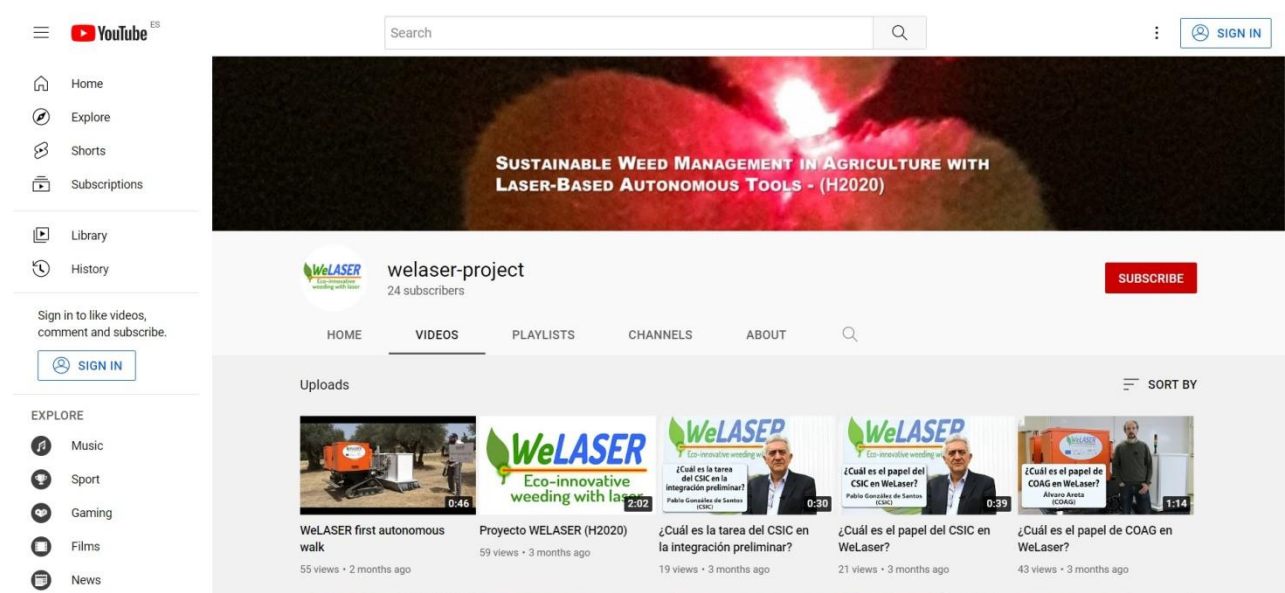 YouTube ES
Search
SIGN IN
Home
Explore
Shorts
Subscriptions
Library
History
Sign in to like videos,
comment and subscribe.
SIGN IN
EXPLORE
Music
Sport
Gaming
Films
News
SUSTAINABLE WEED MANAGEMENT IN AGRICULTURE WITH
LASER-BASED AUTONOMOUS TOOLS - (H2020)
WeLASER
Eco-innovative
weeding with laser
welaser-project
24 subscribers
SUBSCRIBE
HOME VIDEOS PLAYLISTS CHANNELS ABOUT
Uploads
SORT BY
0:46
WeLASER first autonomous
walk
55 views • 2 months ago
WeLASER
Eco-innovative
weeding with laser
2:02
Proyecto WELASER (H2020)
59 views • 3 months ago
WeLASER
Eco-innovative weeding wi
¿Cuál es la tarea
del CSIC en la
integración preliminar?
Pablo González de Santos
(CSIC)
0:30
¿Cuál es la tarea del CSIC en
la integración preliminar?
19 views • 3 months ago
WeLASER
Eco-innovative weeding wi
¿Cuál es el papel del
CSIC en WeLaser?
Pablo González de Santos
(CSIC)
0:39
¿Cuál es el papel del CSIC en
WeLaser?
21 views • 3 months ago
WeLASER
¿Cuál es el papel de
COAG en WeLaser?
Álvaro Areta
(COAG)
1:14
¿Cuál es el papel de COAG en
WeLaser?
43 views • 3 months ago